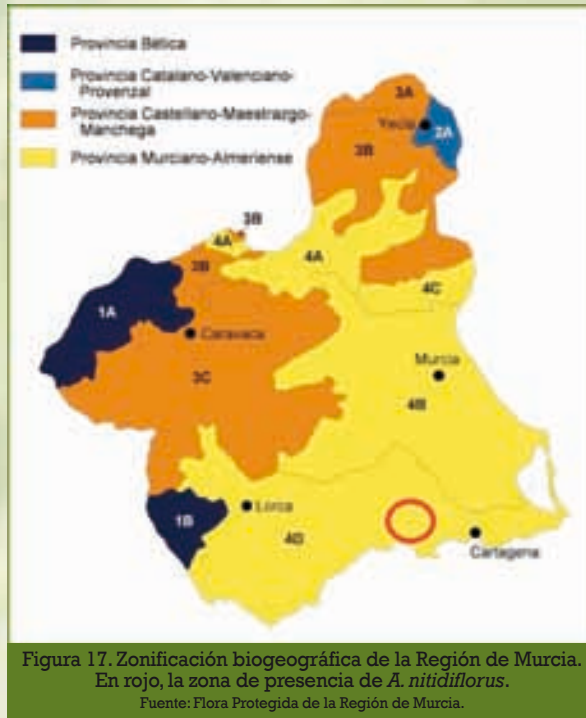 Provincia Bética
Provincia Catalano-Valenciano-
Provenzal
Provincia Castellano-Maestrazgo-
Manchega
Provincia Murciano-Almeriense
3A
Yecla
2A
3B
3B
4A
3B
4A
4C
1A
Caravaca
Murcia
3C
4B
1B
Lorca
Cartagena
Figura 17. Zonificación biogeográfica de la Región de Murcia.
En rojo, la zona de presencia de A. nitidiflorus.
Fuente: Flora Protegida de la Región de Murcia.